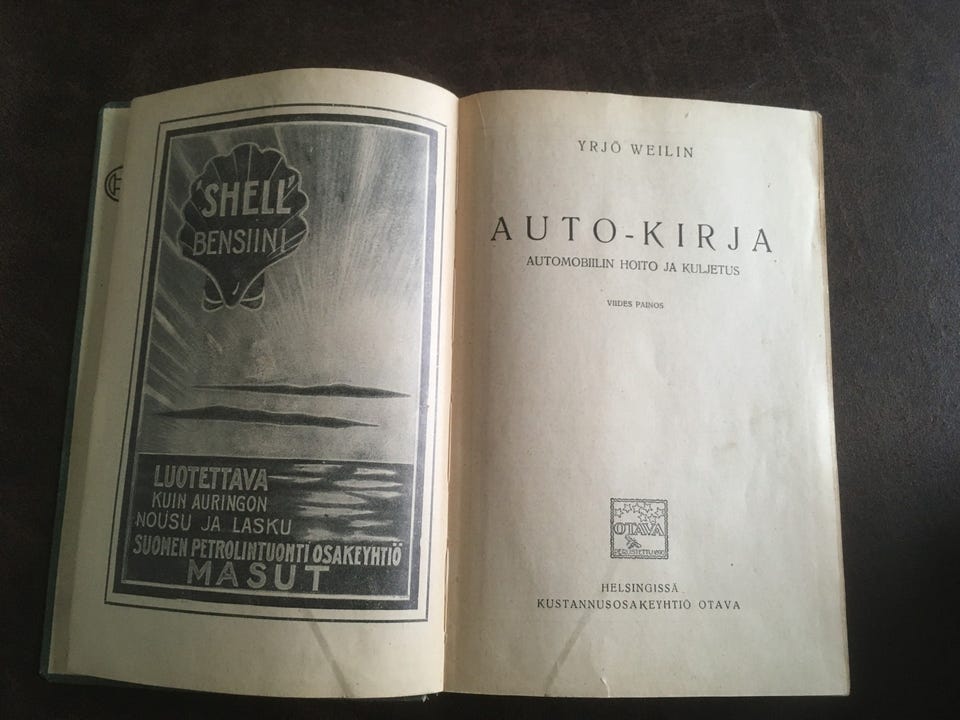 'SHELL'
BENSIINI
LUOTETTAVA
KUIN AURINGON
NOUSU JA LASKU
SUOMEN PETROLINTUONTI OSAKEYHTIÖ
MASUT
YRJÖ WEILIN
AUTO-KIRJA
AUTOMOBIILIN HOITO JA KULJETUS
VIIDES PAINOS
OTAVA
HELSINGISSÄ
KUSTANNUSOSAKEYHTIÖ OTAVA